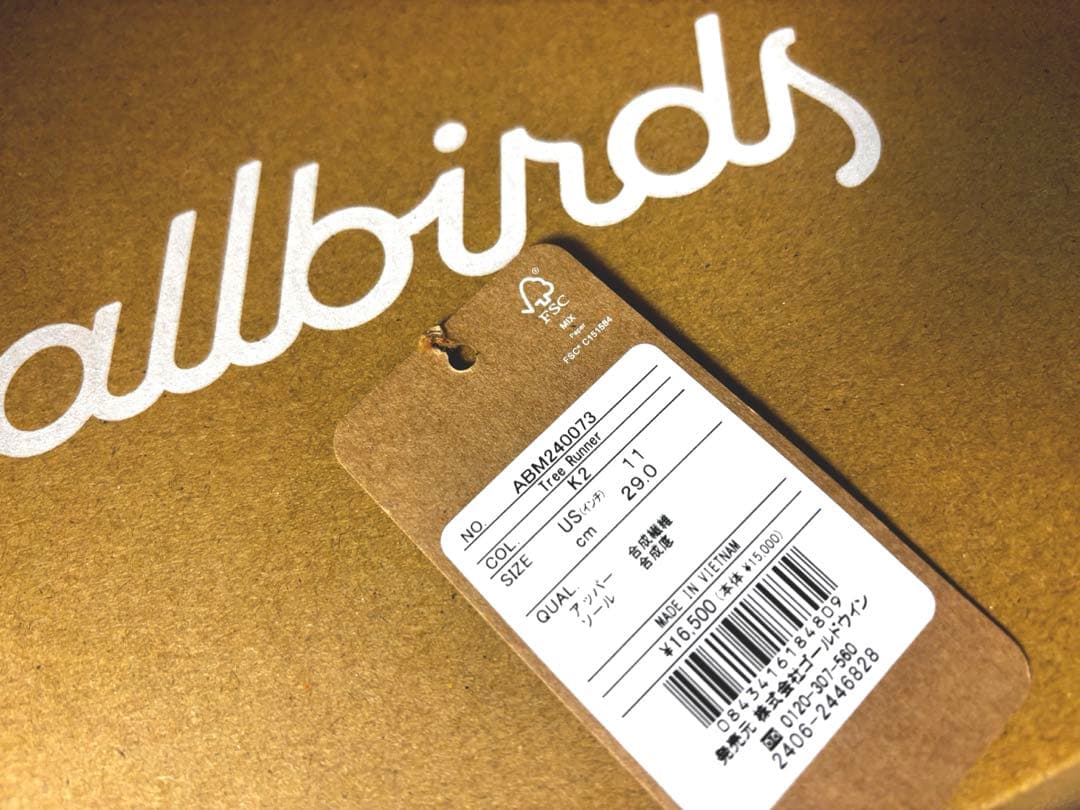 allbirds
FSC®
MIX
Paper
FSC® C151584
NO. ABM240073
Tree Runner
COL. K2
SIZE US(インチ) 11
cm 29.0
QUAL.
アッパー 合成繊維
ソール 合成底
MADE IN VIETNAM
¥16,500(本体 ¥15,000)
0843416184809
発売元 株式会社ゴールドウイン
0120-307-560
2406-2446828